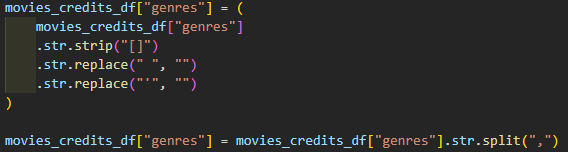 movies_credits_df["genres"] = (
    movies_credits_df["genres"]
    .str.strip("[]")
    .str.replace(" ", "")
    .str.replace("'", "")
)
movies_credits_df["genres"] = movies_credits_df["genres"].str.split(",")